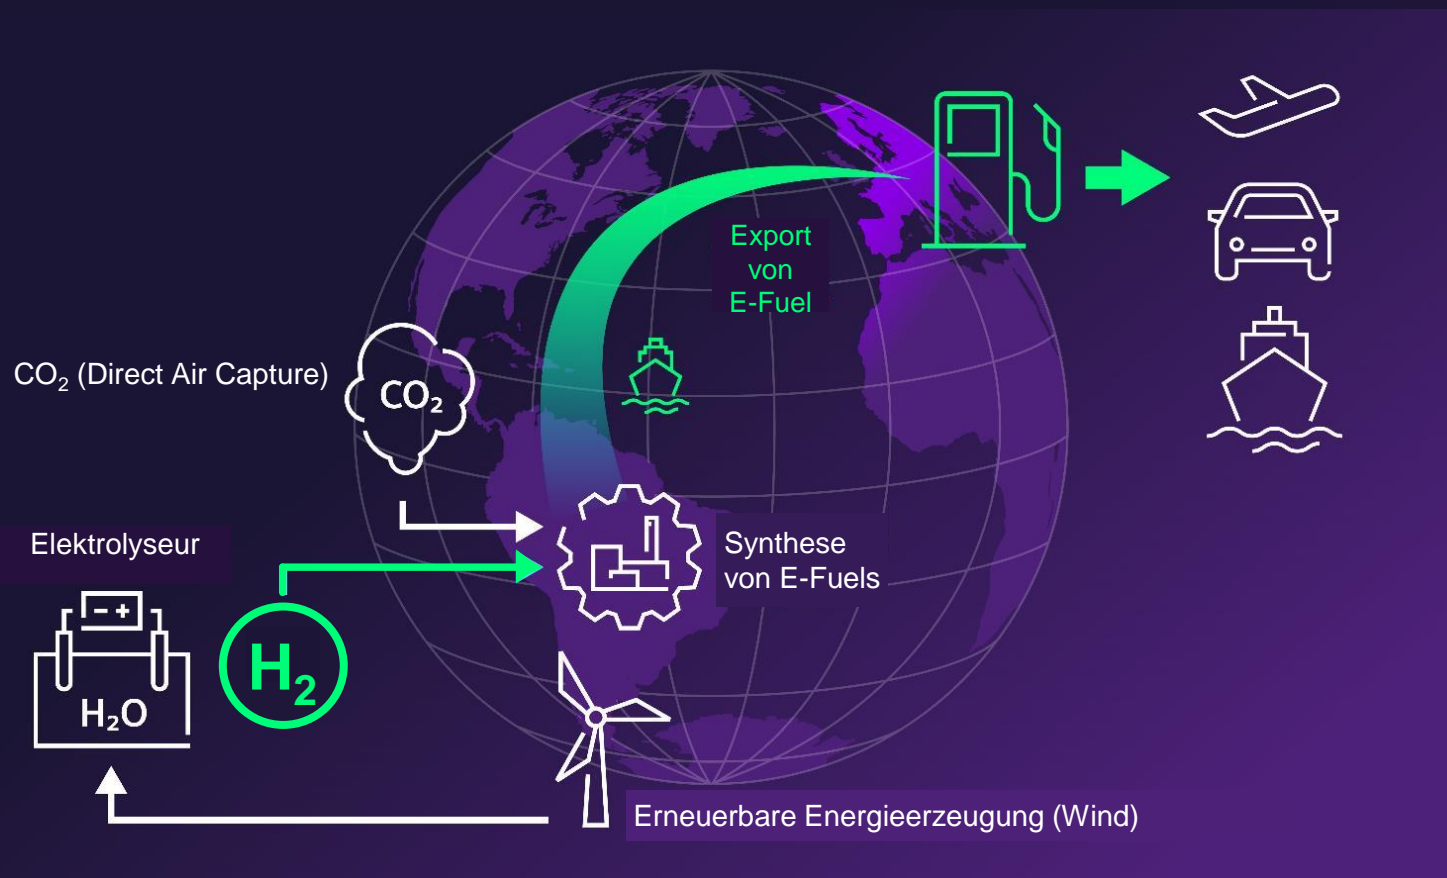 Export
von
E-Fuel
CO₂ (Direct Air Capture)
CO₂
Elektrolyseur
Synthese
von E-Fuels
- +
H₂O
H₂
Erneuerbare Energieerzeugung (Wind)